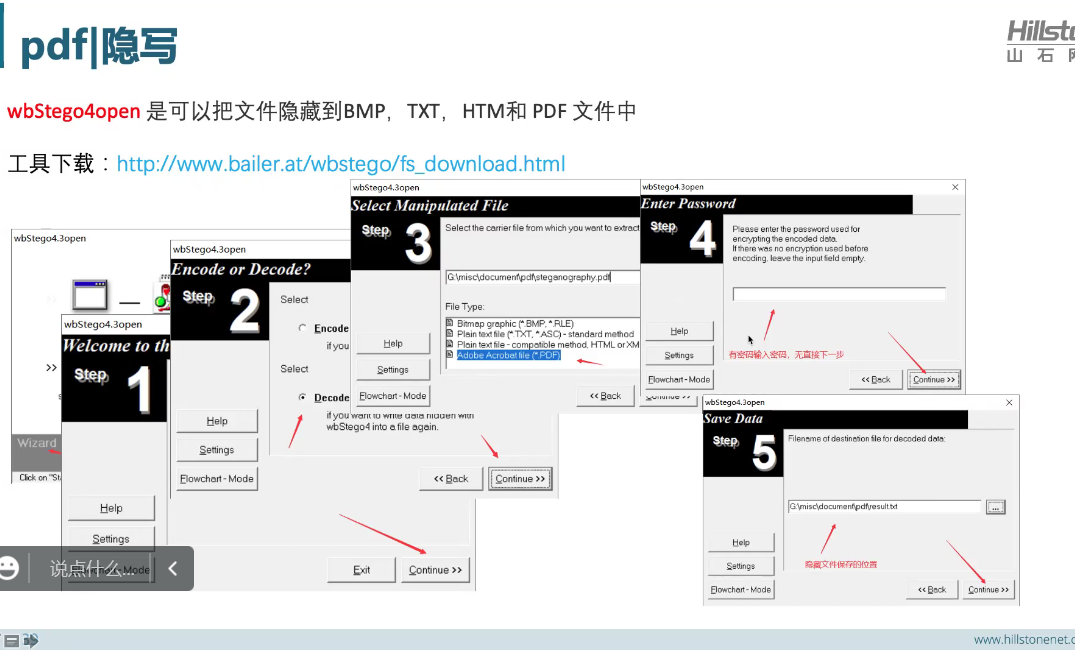 pdf|隐写
Hillsto
山石网
wbStego4open 是可以把文件隐藏到BMP，TXT，HTM和 PDF 文件中
工具下载：http://www.bailer.at/wbstego/fs_download.html
wbStego4.3open
Wizard
Click on "Sta
>>
wbStego4.3open
Welcome to th
Step 1
Help
Settings
Flowchart - Mode
Exit
Continue >>
wbStego4.3open
Encode or Decode?
Step 2
Select
Encode
if you
Select
Decode
if you want to write data hidden with
wbStego4 into a file again.
Help
Settings
Flowchart - Mode
<< Back
Continue >>
wbStego4.3open
Select Manipulated File
Step 3
Select the carrier file from which you want to extract
G:\misc\document\pdf\steganography.pdf
File Type:
Bitmap graphic (*.BMP, *.RLE)
Plain text file (*.TXT, *.ASC) - standard method
Plain text file - compatible method, HTML or XM
Adobe Acrobat file (*.PDF)
Help
Settings
Flowchart - Mode
<< Back
Continue >>
wbStego4.3open
Enter Password
Step 4
Please enter the password used for
encrypting the encoded data.
If there was no encryption used before
encoding, leave the input field empty.
有密码输入密码，无直接下一步
Help
Settings
Flowchart - Mode
<< Back
Continue >>
wbStego4.3open
Save Data
Step 5
Filename of destination file for decoded data:
G:\misc\document\pdf\result.txt
...
隐藏文件保存的位置
Help
Settings
Flowchart - Mode
<< Back
Continue >>
说点什么...
www.hillstonenet.c